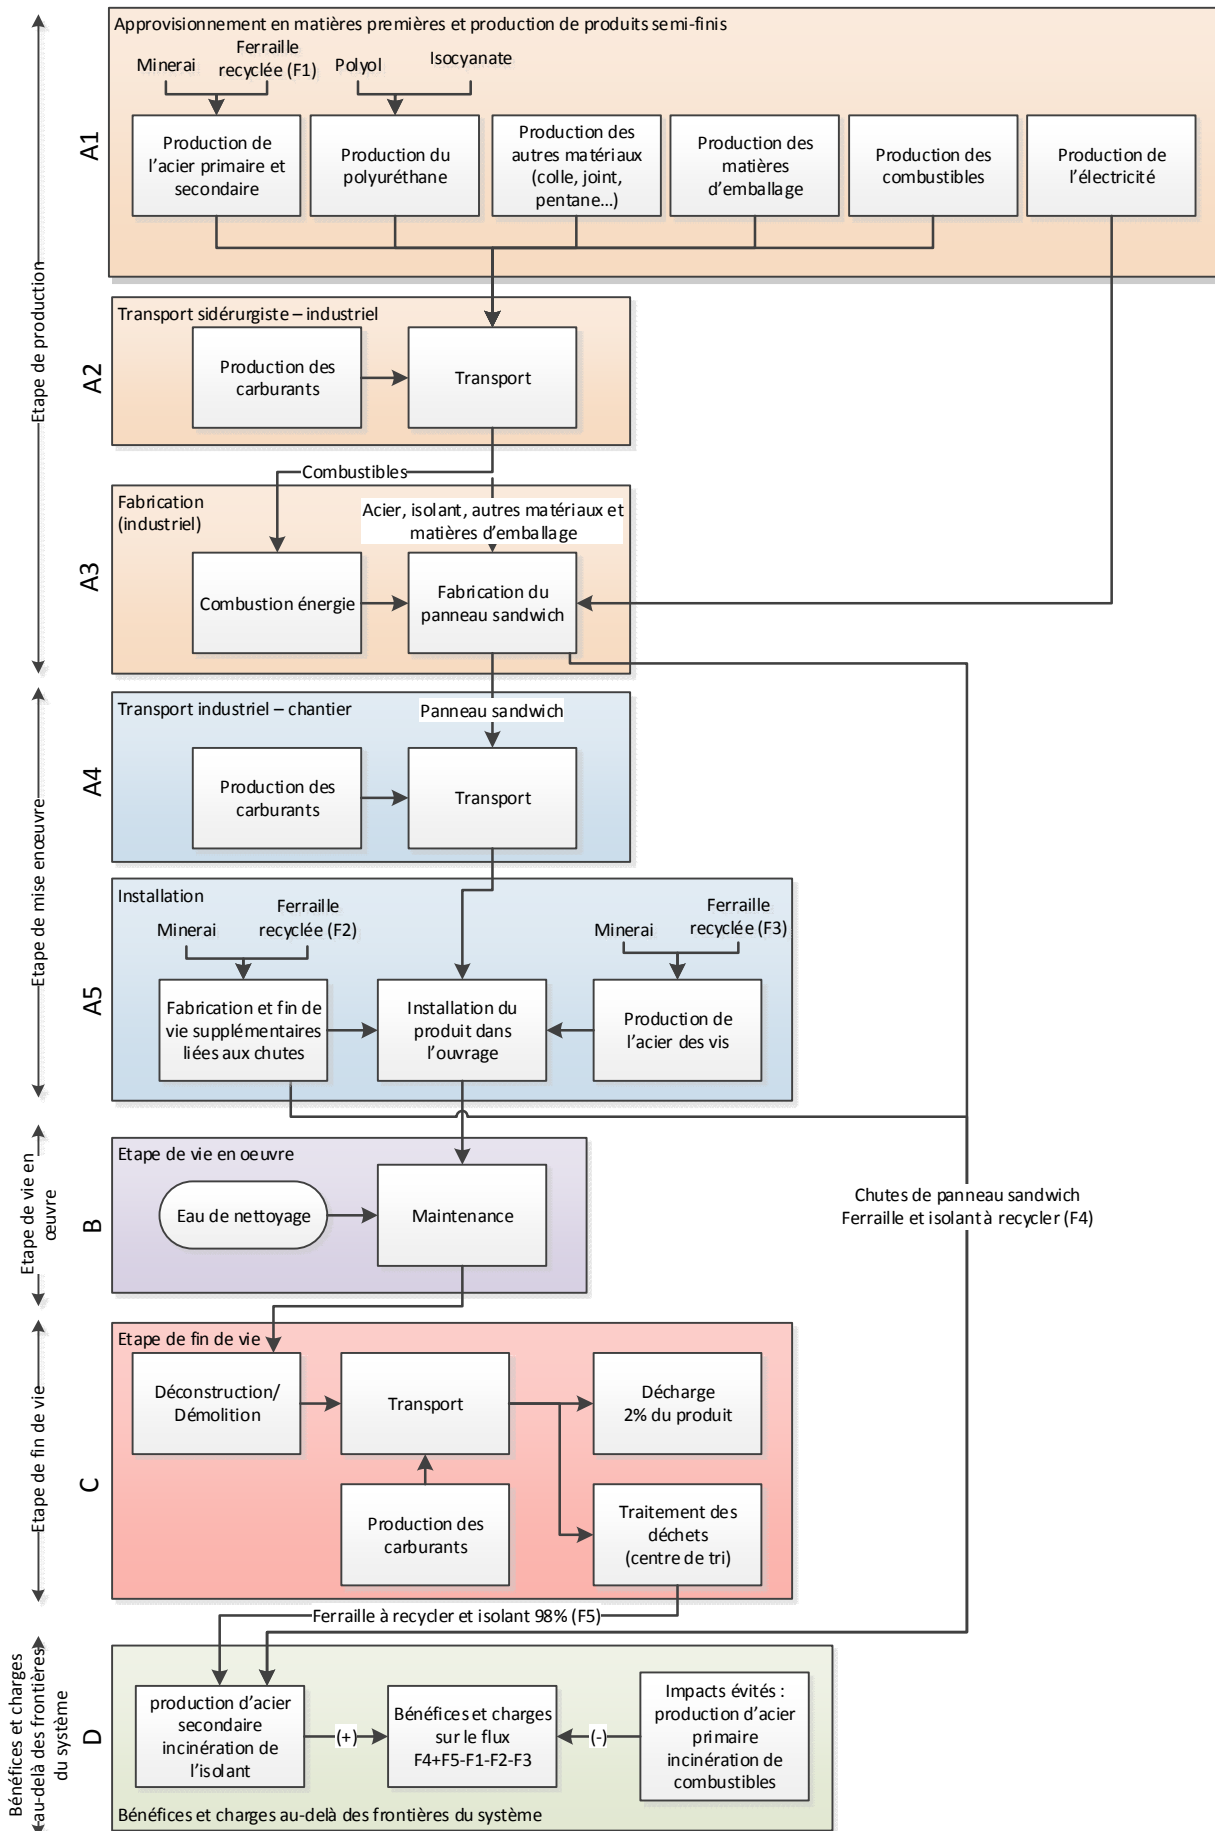 Approvisionnement en matières premières et production de produits semi-finis
Minerai
Ferraille
recyclée (F1)
Polyol
Isocyanate
Production de
l'acier primaire et
secondaire
Production du
polyuréthane
Production des
autres matériaux
(colle, joint,
pentane...)
Production des
matières
d'emballage
Production des
combustibles
Production de
l'électricité
A1
Etape de production
Transport sidérurgiste – industriel
Production des
carburants
Transport
A2
Combustibles
Fabrication
(industriel)
Acier, isolant, autres matériaux et
matières d'emballage
Combustion énergie
Fabrication du
panneau sandwich
A3
Transport industriel – chantier
Panneau sandwich
Production des
carburants
Transport
A4
Etape de mise enœuvre
Installation
Minerai
Ferraille
recyclée (F2)
Minerai
Ferraille
recyclée (F3)
Fabrication et fin de
vie supplémentaires
liées aux chutes
Installation du
produit dans
l'ouvrage
Production de
l'acier des vis
A5
Etape de vie en oeuvre
Eau de nettoyage
Maintenance
B
Etape de vie en
œuvre
Chutes de panneau sandwich
Ferraille et isolant à recycler (F4)
Etape de fin de vie
Déconstruction/
Démolition
Transport
Décharge
2% du produit
Production des
carburants
Traitement des
déchets
(centre de tri)
C
Etape de fin de vie
Ferraille à recycler et isolant 98% (F5)
production d'acier
secondaire
incinération de
l'isolant
(+)
Bénéfices et charges
sur le flux
F4+F5-F1-F2-F3
(-)
Impacts évités :
production d'acier
primaire
incinération de
combustibles
D
Bénéfices et charges
au-delà des frontières
du système
Bénéfices et charges au-delà des frontières du système